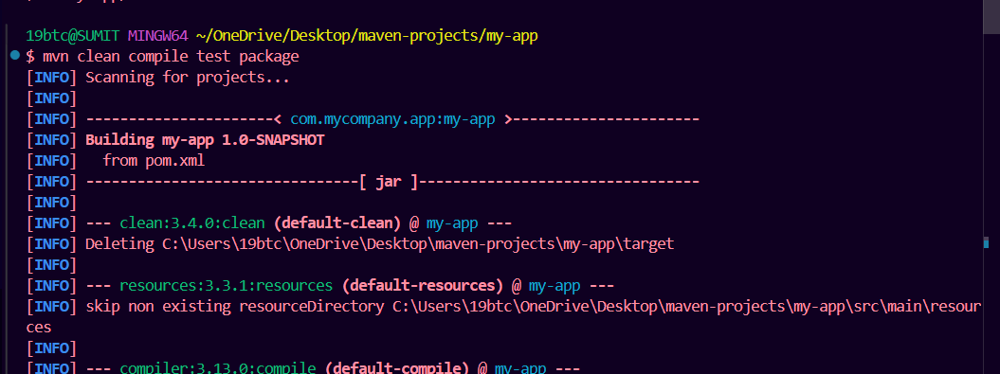 19btc@SUMIT MINGW64 ~/OneDrive/Desktop/maven-projects/my-app
$ mvn clean compile test package
[INFO] Scanning for projects...
[INFO]
[INFO] ----------------------< com.mycompany.app:my-app >----------------------
[INFO] Building my-app 1.0-SNAPSHOT
[INFO]   from pom.xml
[INFO] --------------------------------[ jar ]---------------------------------
[INFO]
[INFO] --- clean:3.4.0:clean (default-clean) @ my-app ---
[INFO] Deleting C:\Users\19btc\OneDrive\Desktop\maven-projects\my-app\target
[INFO]
[INFO] --- resources:3.3.1:resources (default-resources) @ my-app ---
[INFO] skip non existing resourceDirectory C:\Users\19btc\OneDrive\Desktop\maven-projects\my-app\src\main\resour
ces
[INFO]
[INFO] --- compiler:3.13.0:compile (default-compile) @ my-app ---